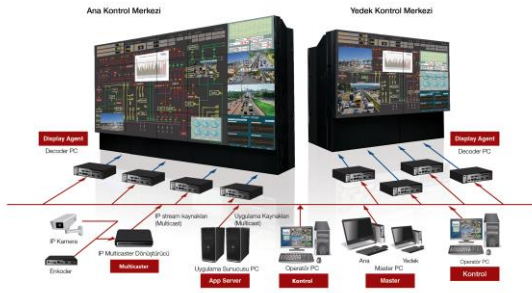 Ana Kontrol Merkezi
Yedek Kontrol Merkezi
Display Agent
Decoder PC
Display Agent
Decoder PC
IP stream kaynakları
(Multicast)
Uygulama Kaynakları
(Multicast)
IP Kamera
Enkoder
IP Multicaster Dönüştürücü
Multicaster
Uygulama Sunucusu PC
App Server
Operatör PC
Kontrol
Ana
Yedek
Master PC
Master
Operatör PC
Kontrol